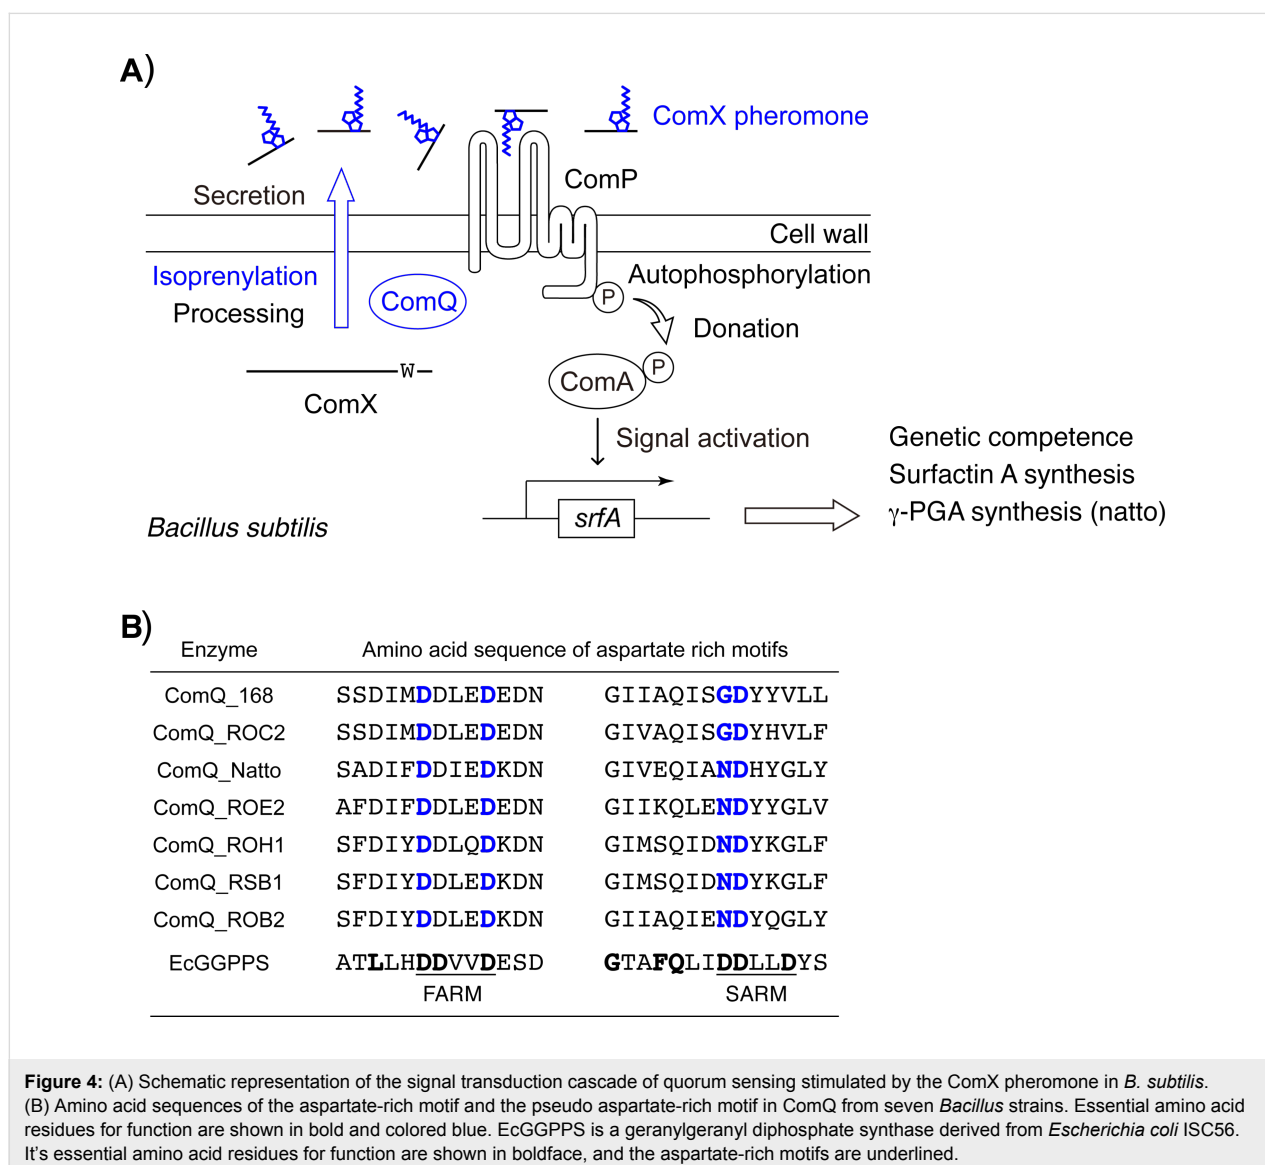 A)
ComX pheromone
ComP
Secretion
Cell wall
Isoprenylation
Autophosphorylation
ComQ
P
Processing
Donation
W
P
ComA
ComX
Signal activation
Genetic competence
Surfactin A synthesis
srfA
γ-PGA synthesis (natto)
Bacillus subtilis
B)
Enzyme Amino acid sequence of aspartate rich motifs
ComQ_168 SSDIMDDLEDEDN GIIAQISGDYYVLL
ComQ_ROC2 SSDIMDDLEDEDN GIVAQISGDYHVLF
ComQ_Natto SADIFDDIEDKDN GIVEQIANDHYGLY
ComQ_ROE2 AFDIFDDLEDEDN GIIKQLENDYYGLV
ComQ_ROH1 SFDIYDDLQDKDN GIMSQIDNDYKGLF
ComQ_RSB1 SFDIYDDLEDKDN GIMSQIDNDYKGLF
ComQ_ROB2 SFDIYDDLEDKDN GIIAQIENDYQGLY
EcGGPPS ATLLHDDVVDESD GTAFQLIDDLLDYS
FARM SARM
Figure 4: (A) Schematic representation of the signal transduction cascade of quorum sensing stimulated by the ComX pheromone in B. subtilis.
(B) Amino acid sequences of the aspartate-rich motif and the pseudo aspartate-rich motif in ComQ from seven Bacillus strains. Essential amino acid
residues for function are shown in bold and colored blue. EcGGPPS is a geranylgeranyl diphosphate synthase derived from Escherichia coli ISC56.
It's essential amino acid residues for function are shown in boldface, and the aspartate-rich motifs are underlined.